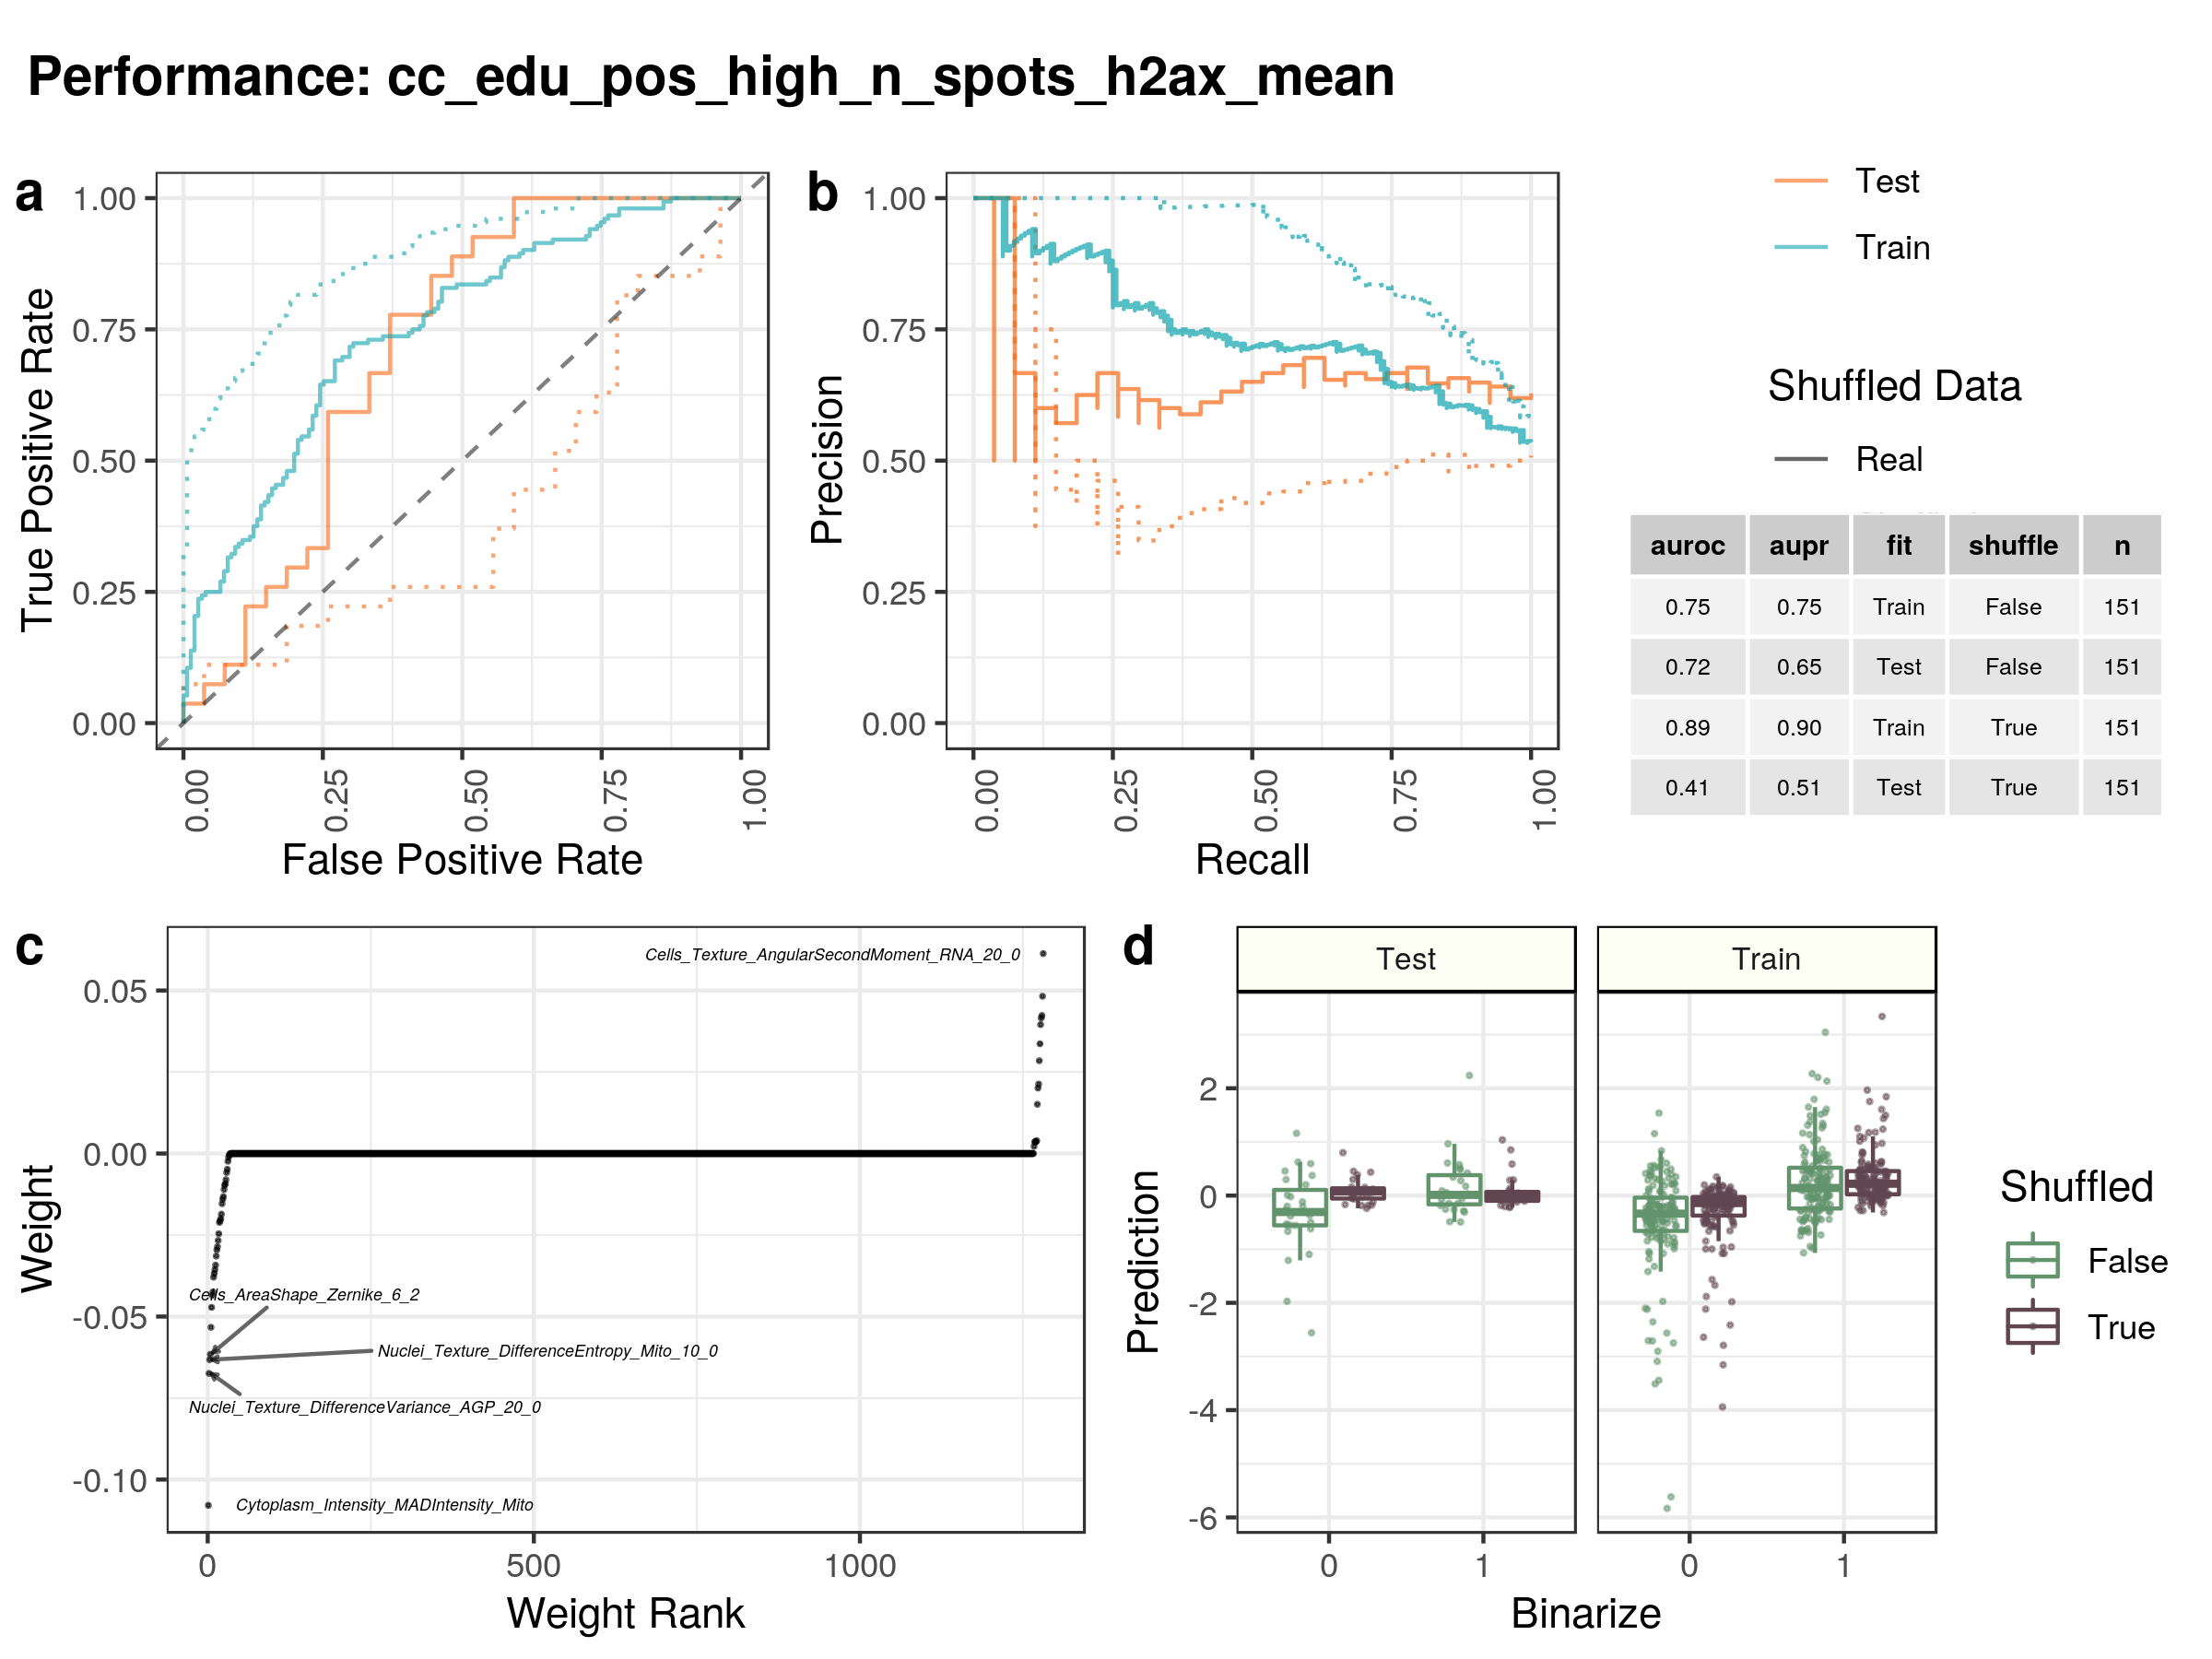 Performance: cc_edu_pos_high_n_spots_h2ax_mean
a
1.00
0.75
0.50
0.25
0.00
True Positive Rate
0.00
0.25
0.50
0.75
1.00
False Positive Rate
b
1.00
0.75
0.50
0.25
0.00
Precision
0.00
0.25
0.50
0.75
1.00
Recall
Test
Train
Shuffled Data
Real
auroc aupr fit shuffle n
0.75 0.75 Train False 151
0.72 0.65 Test False 151
0.89 0.90 Train True 151
0.41 0.51 Test True 151
c
0.05
0.00
-0.05
-0.10
Weight
Cells_Texture_AngularSecondMoment_RNA_20_0
Cells_AreaShape_Zernike_6_2
Nuclei_Texture_DifferenceEntropy_Mito_10_0
Nuclei_Texture_DifferenceVariance_AGP_20_0
Cytoplasm_Intensity_MADIntensity_Mito
0 500 1000
Weight Rank
d
Test Train
2
0
-2
-4
-6
Prediction
0 1 0 1
Binarize
Shuffled
False
True